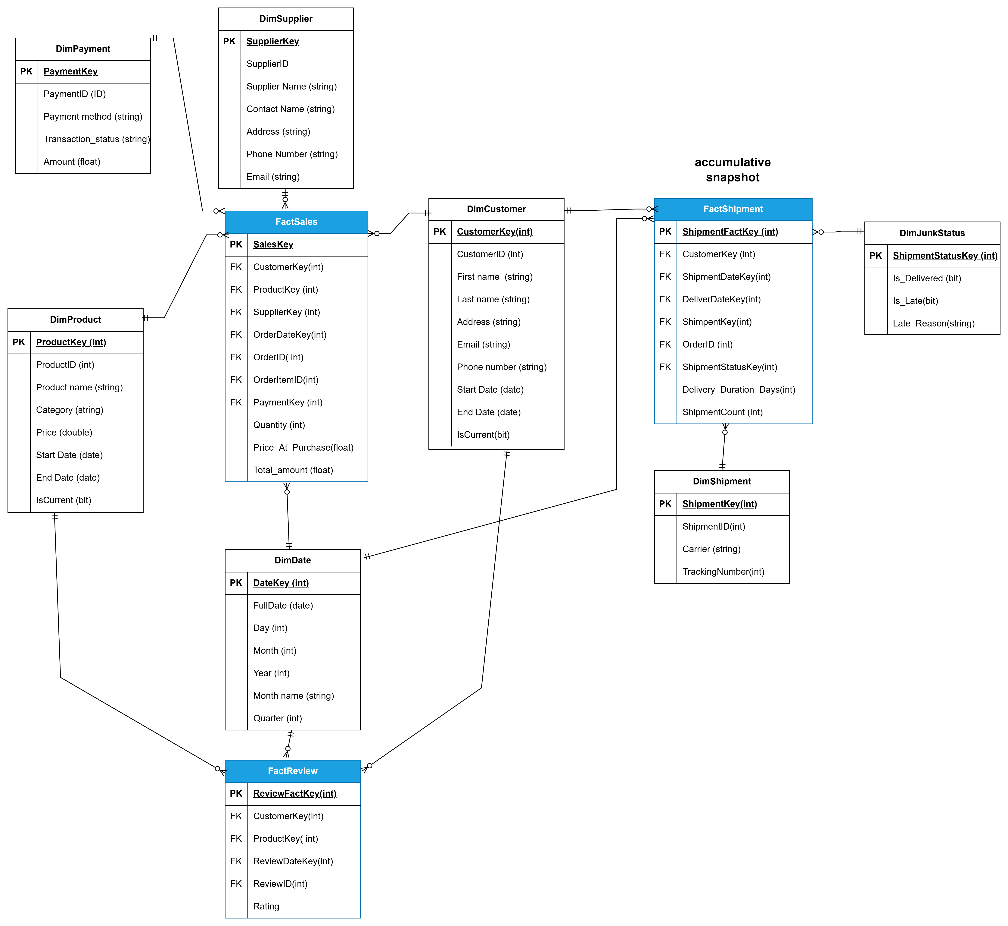 DimSupplier
PK SupplierKey
SupplierID
Supplier Name (string)
Contact Name (string)
Address (string)
Phone Number (string)
Email (string)
DimPayment
PK PaymentKey
PaymentID (ID)
Payment method (string)
Transaction_status (string)
Amount (float)
accumulative
snapshot
FactSales
PK SalesKey
FK CustomerKey(int)
FK ProductKey (int)
FK SupplierKey (int)
FK OrderDateKey(int)
FK OrderID( int)
FK OrderItemID(int)
FK PaymentKey (int)
Quantity (int)
Price_At_Purchase(float)
Total_amount (float)
DimCustomer
PK CustomerKey(int)
CustomerID (int)
First name (string)
Last name (string)
Address (string)
Email (string)
Phone number (string)
Start Date (date)
End Date (date)
IsCurrent(bit)
FactShipment
PK ShipmentFactKey (int)
FK CustomerKey (int)
FK ShipmentDateKey(int)
FK DeliverDateKey(int)
FK ShimpentKey(int)
FK OrderID (int)
FK ShipmentStatusKey(int)
Delivery_Duration_Days(int)
ShipmentCount (int)
DimJunkStatus
PK ShipmentStatusKey (int)
Is_Delivered (bit)
Is_Late(bit)
Late_Reason(string)
DimProduct
PK ProductKey (int)
ProductID (int)
Product name (string)
Category (string)
Price (double)
Start Date (date)
End Date (date)
IsCurrent (bit)
DimShipment
PK ShipmentKey(int)
ShipmentID(int)
Carrier (string)
TrackingNumber(int)
DimDate
PK DateKey (int)
FullDate (date)
Day (int)
Month (int)
Year (int)
Month name (string)
Quarter (int)
FactReview
PK ReviewFactKey(int)
FK CustomerKey(int)
FK ProductKey( int)
FK ReviewDateKey(int)
FK ReviewID(int)
Rating